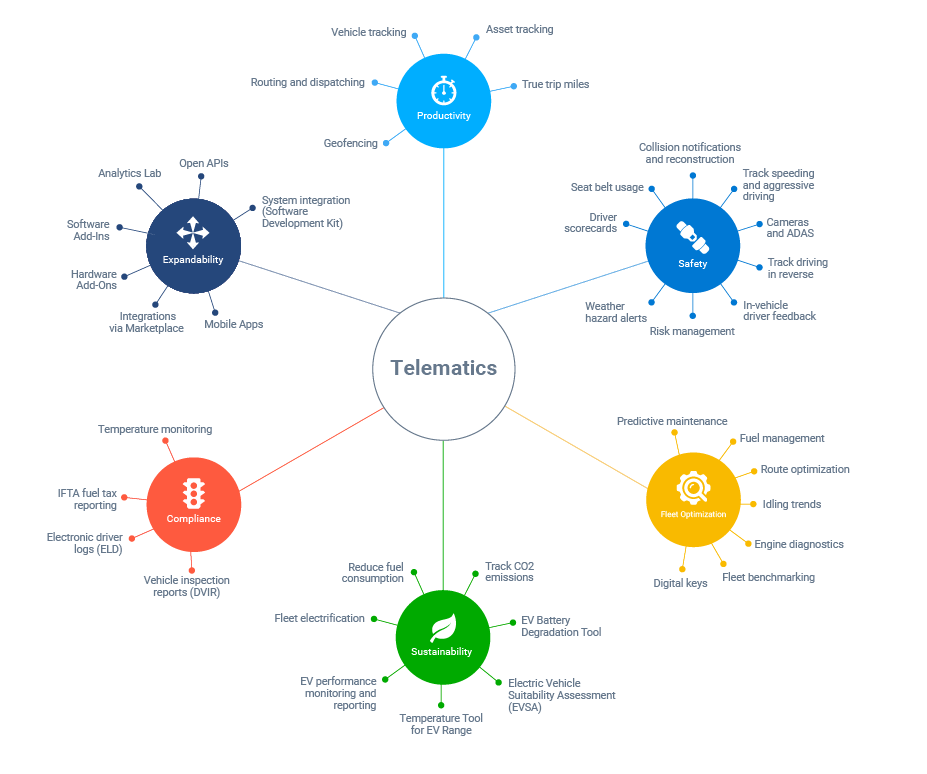 Vehicle tracking
Asset tracking
Routing and dispatching
True trip miles
Productivity
Geofencing
Analytics Lab
Open APIs
System integration
(Software
Development Kit)
Software
Add-Ins
Expandability
Hardware
Add-Ons
Integrations
via Marketplace
Mobile Apps
Collision notifications
and reconstruction
Seat belt usage
Track speeding
and aggressive
driving
Driver
scorecards
Cameras
and ADAS
Safety
Track driving
in reverse
Weather
hazard alerts
In-vehicle
driver feedback
Risk management
Telematics
Temperature monitoring
IFTA fuel tax
reporting
Compliance
Electronic driver
logs (ELD)
Vehicle inspection
reports (DVIR)
Predictive maintenance
Fuel management
Route optimization
Idling trends
Fleet Optimization
Engine diagnostics
Digital keys
Fleet benchmarking
Reduce fuel
consumption
Track CO2
emissions
Fleet electrification
EV Battery
Degradation Tool
Sustainability
EV performance
monitoring and
reporting
Electric Vehicle
Suitability Assessment
(EVSA)
Temperature Tool
for EV Range